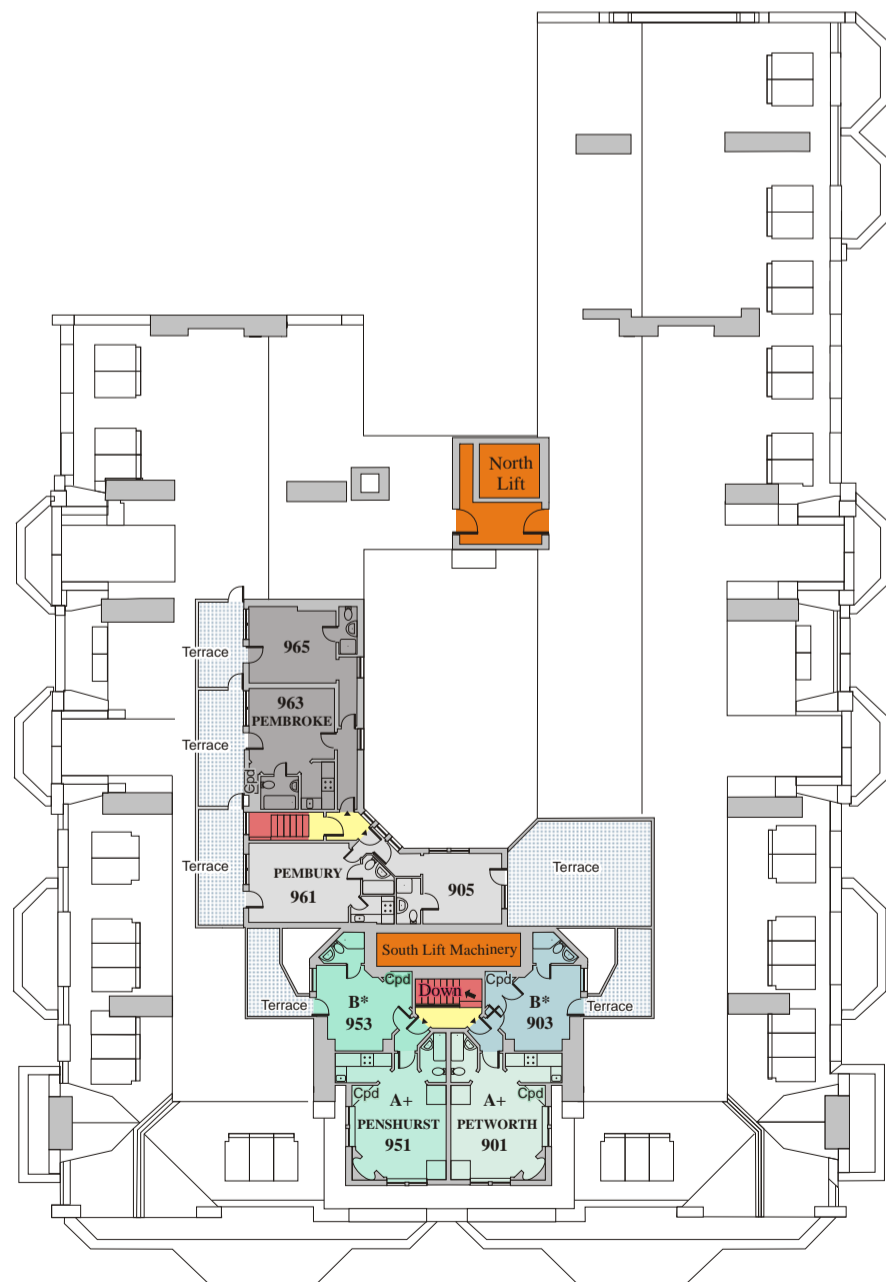 North
Lift
965
Terrace
963
PEMBROKE
Terrace
Cpd
Terrace
PEMBURY
961
905
Terrace
South Lift Machinery
Cpd
Down
Cpd
Terrace
B*
953
B*
903
Terrace
Cpd
A+
PENSHURST
951
A+
PETWORTH
901
Cpd